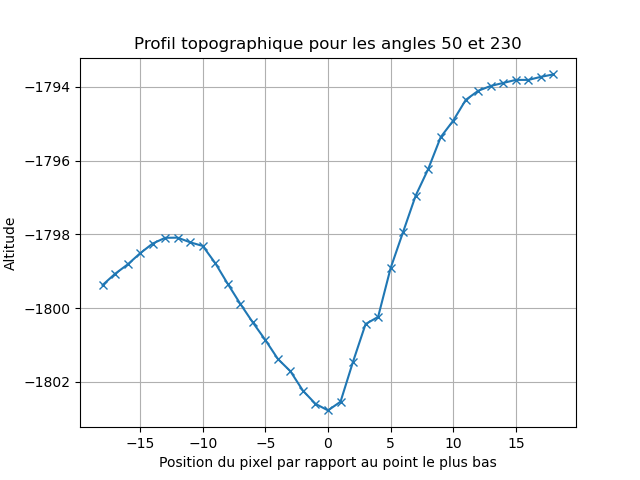 Profil topographique pour les angles 50 et 230
−1794
−1796
−1798
−1800
−1802
Altitude
−15 −10 −5 0 5 10 15
Position du pixel par rapport au point le plus bas